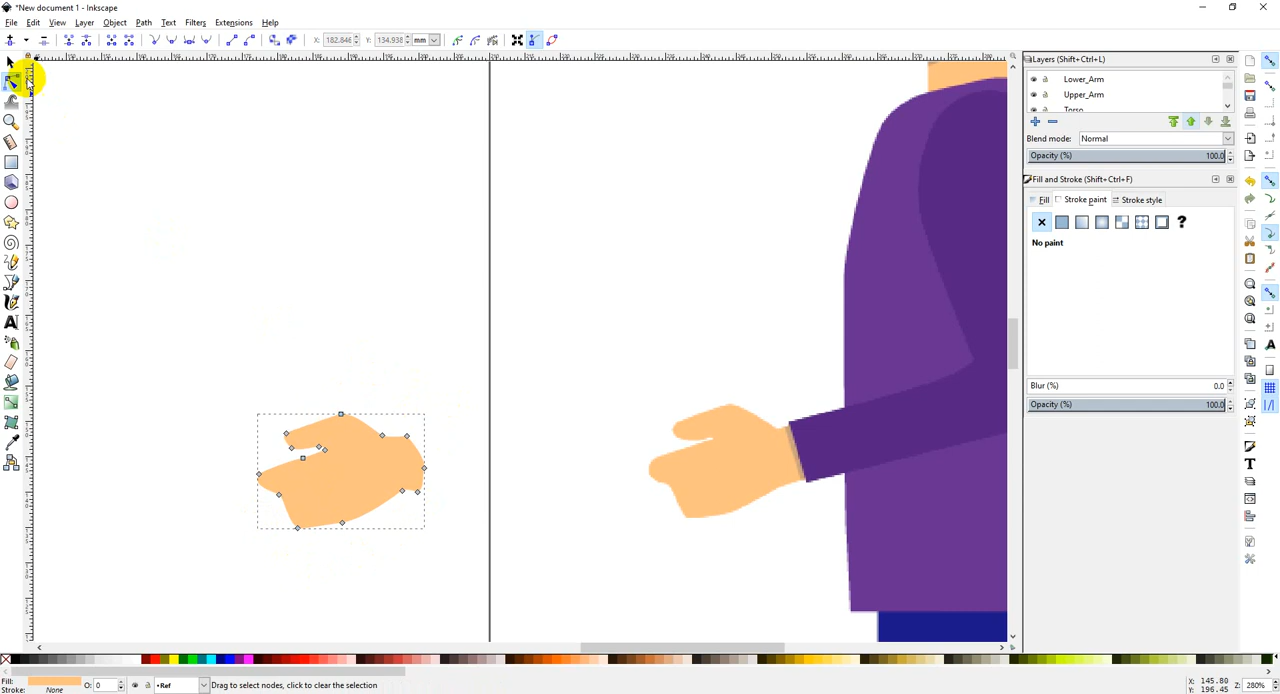 *New document 1 - Inkscape
File Edit View Layer Object Path Text Filters Extensions Help
X: 182.846 Y: 134.938 mm
Layers (Shift+Ctrl+L)
Lower_Arm
Upper_Arm
Torso
Blend mode: Normal
Opacity (%) 100.0
Fill and Stroke (Shift+Ctrl+F)
Fill Stroke paint Stroke style
?
No paint
Blur (%) 0.0
Opacity (%) 100.0
Fill:
Stroke: None
O: 0
•Ref
Drag to select nodes, click to clear the selection
X: 145.80
Y: 196.45
Z: 280%